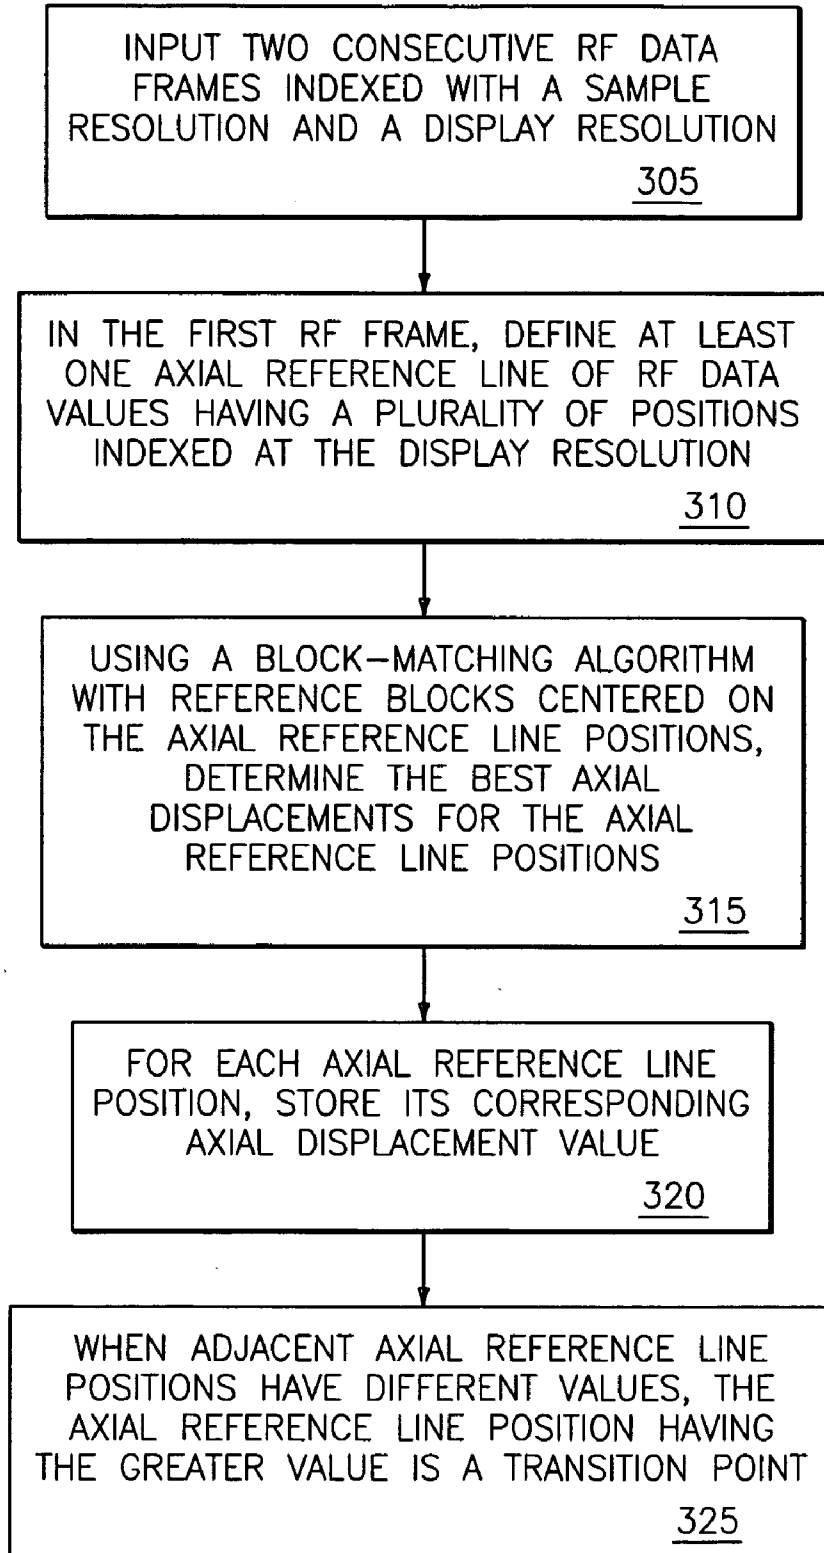 INPUT TWO CONSECUTIVE RF DATA
FRAMES INDEXED WITH A SAMPLE
RESOLUTION AND A DISPLAY RESOLUTION
305
IN THE FIRST RF FRAME, DEFINE AT LEAST
ONE AXIAL REFERENCE LINE OF RF DATA
VALUES HAVING A PLURALITY OF POSITIONS
INDEXED AT THE DISPLAY RESOLUTION
310
USING A BLOCK–MATCHING ALGORITHM
WITH REFERENCE BLOCKS CENTERED ON
THE AXIAL REFERENCE LINE POSITIONS,
DETERMINE THE BEST AXIAL
DISPLACEMENTS FOR THE AXIAL
REFERENCE LINE POSITIONS
315
FOR EACH AXIAL REFERENCE LINE
POSITION, STORE ITS CORRESPONDING
AXIAL DISPLACEMENT VALUE
320
WHEN ADJACENT AXIAL REFERENCE LINE
POSITIONS HAVE DIFFERENT VALUES, THE
AXIAL REFERENCE LINE POSITION HAVING
THE GREATER VALUE IS A TRANSITION POINT
325